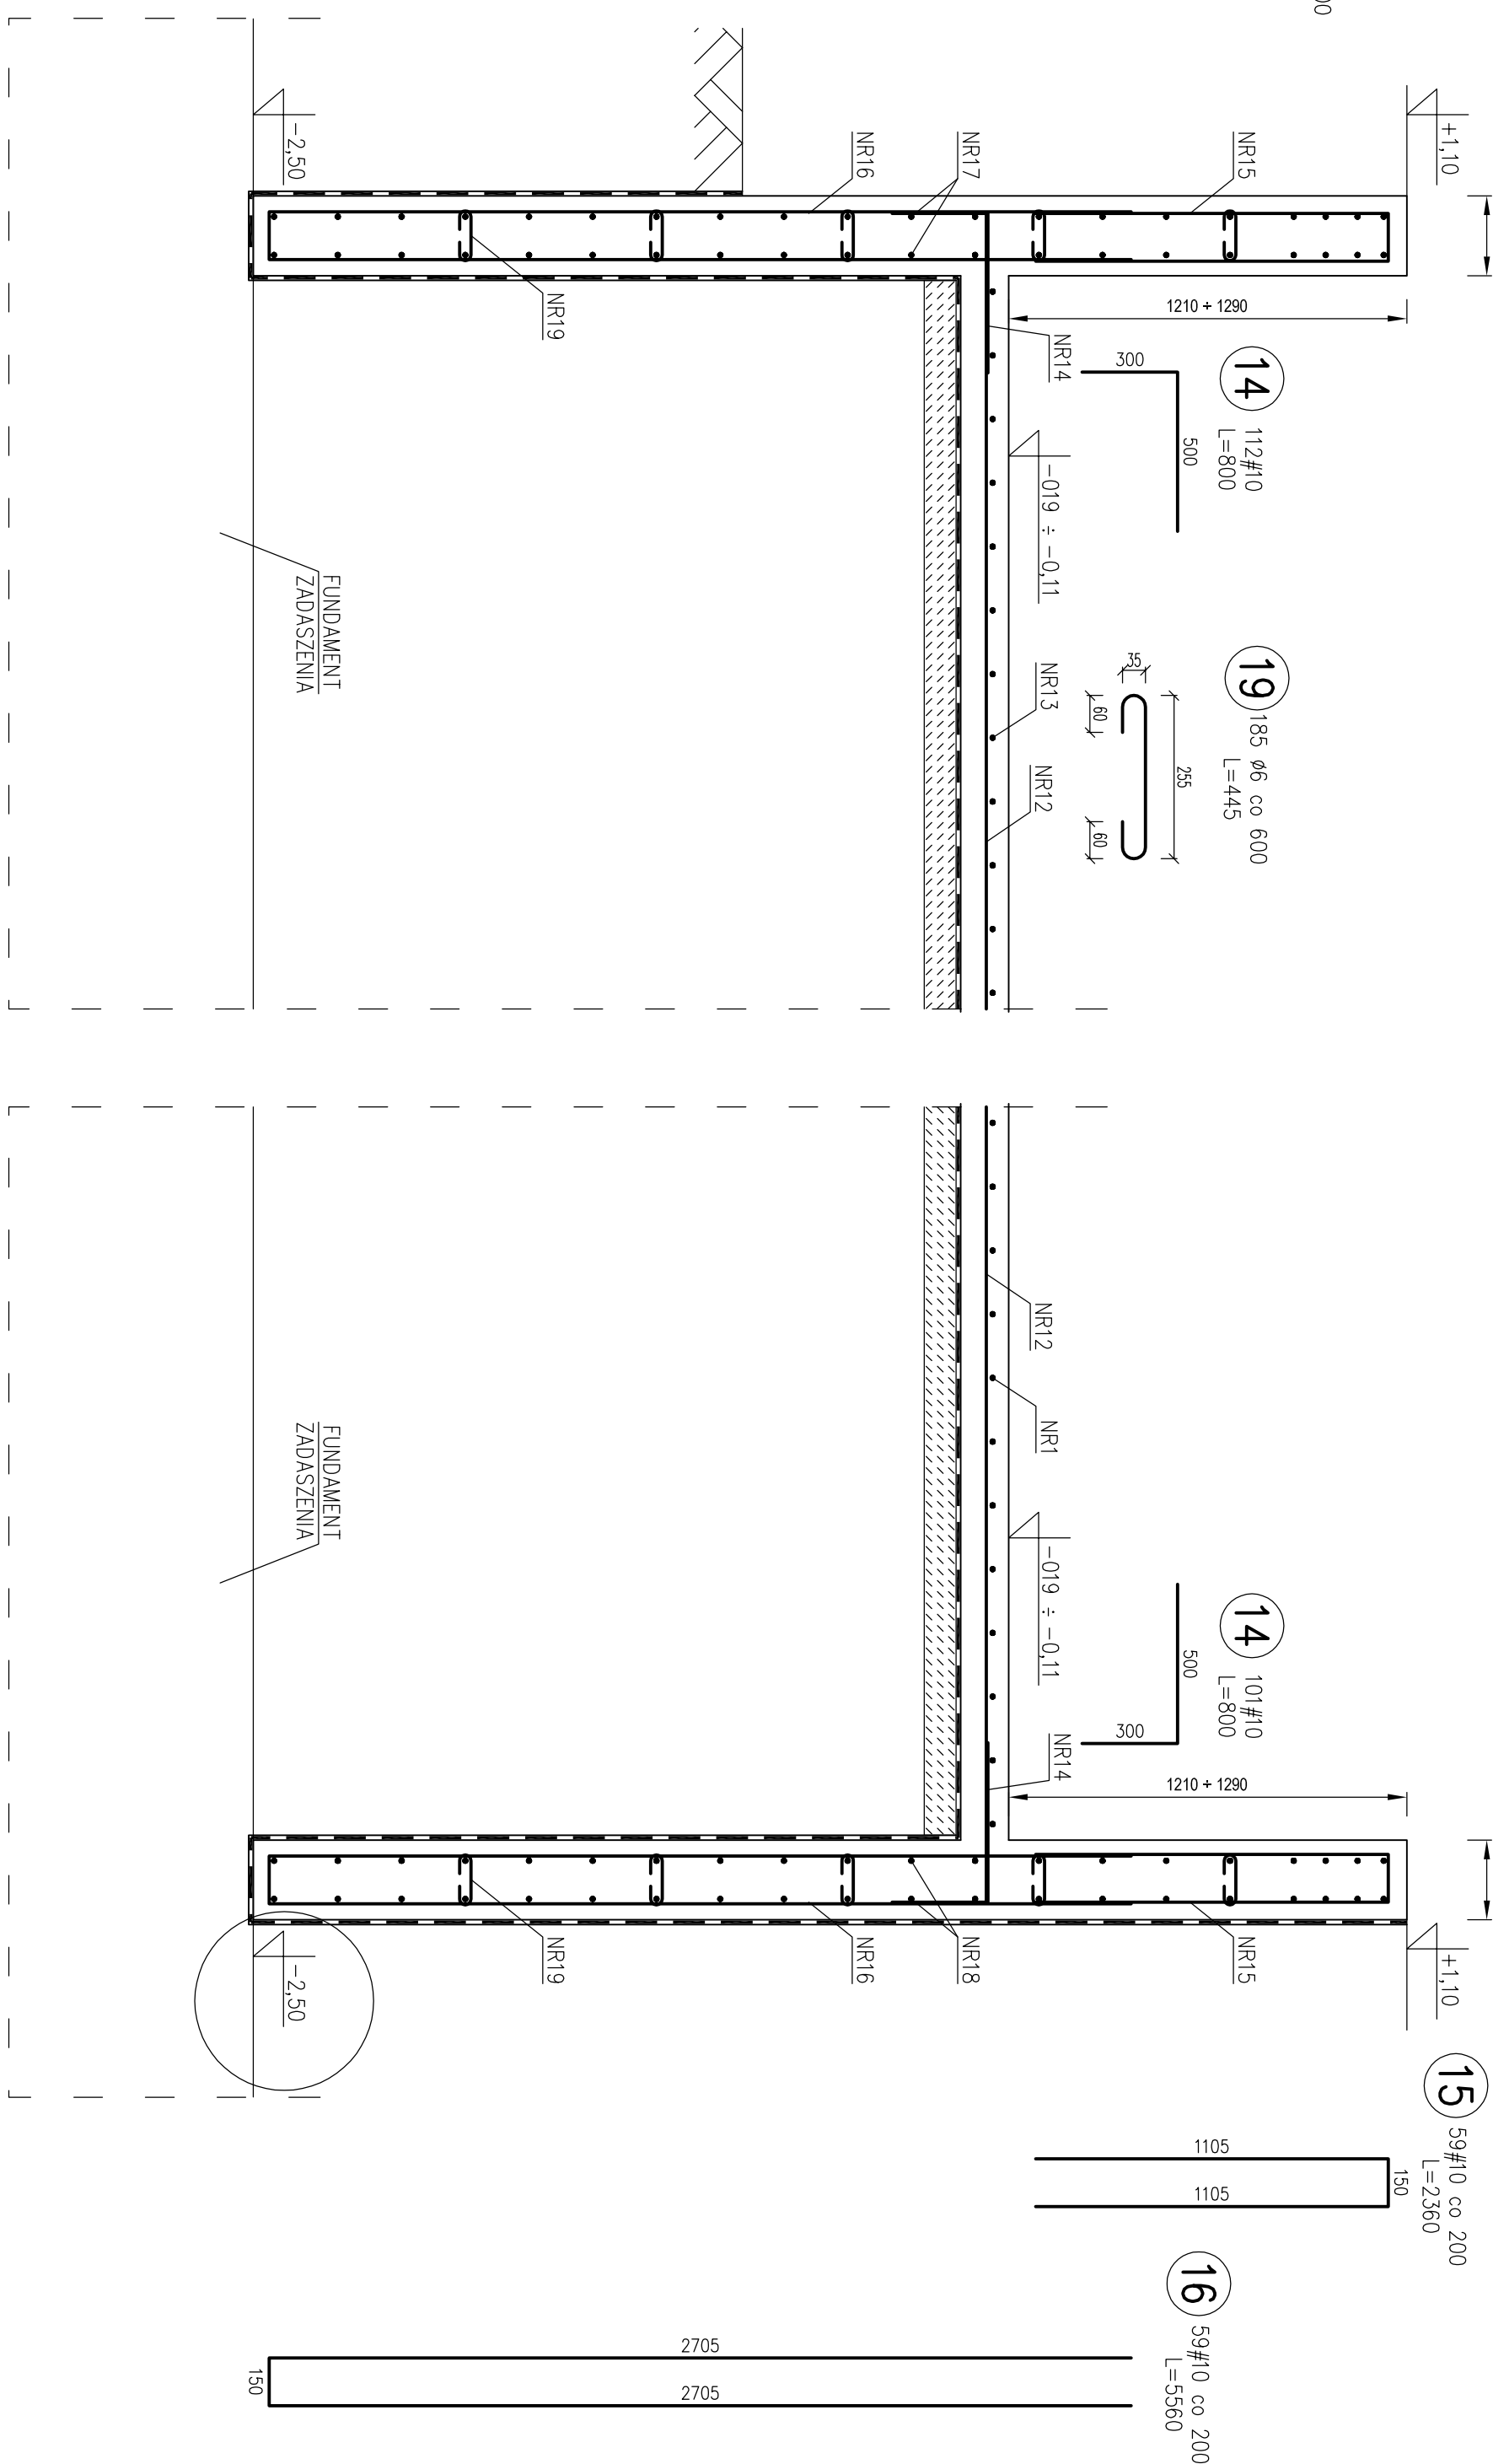 +1,10
-2,50
NR15
NR17
NR16
NR19
1210 ÷ 1290
NR14
14
112#10
L=800
300
500
-019 ÷ -0,11
19
185 ø6 co 600
L=445
35
60
255
60
NR13
NR12
FUNDAMENT
ZADASZENIA
NR12
NR1
-019 ÷ -0,11
14
101#10
L=800
500
300
NR14
1210 ÷ 1290
FUNDAMENT
ZADASZENIA
NR15
NR18
NR16
NR19
+1,10
-2,50
15
59#10 co 200
L=2360
1105
150
1105
16
59#10 co 200
L=5560
2705
150
2705